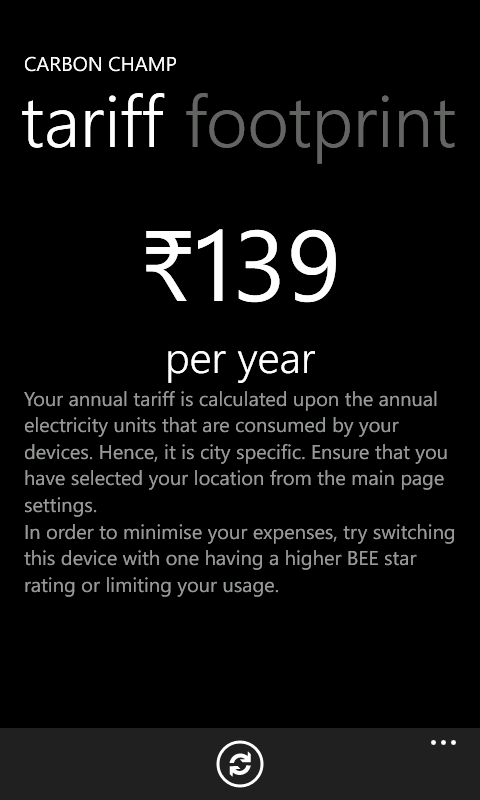 CARBON CHAMP
tariff footprint
₹139
per year
Your annual tariff is calculated upon the annual
electricity units that are consumed by your
devices. Hence, it is city specific. Ensure that you
have selected your location from the main page
settings.
In order to minimise your expenses, try switching
this device with one having a higher BEE star
rating or limiting your usage.